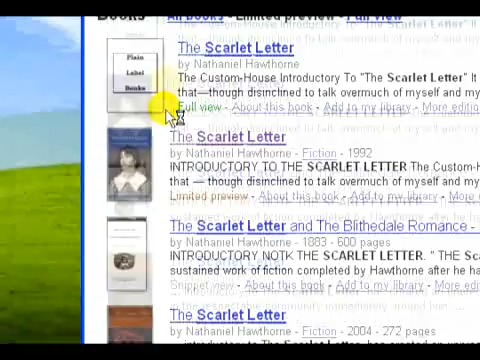 Books All Books - Limited preview - Full view
Plain
Label
Books
The Scarlet Letter
by Nathaniel Hawthorne
The Custom-House Introductory To "The Scarlet Letter" It
that—though disinclined to talk overmuch of myself and my
Full view - About this book - Add to my library - More editio
The Scarlet Letter
by Nathaniel Hawthorne - Fiction - 1992
INTRODUCTORY TO THE SCARLET LETTER The Custom-H
that — though disinclined to talk overmuch of myself and my
Limited preview - About this book - Add to my library - More
The Scarlet Letter and The Blithedale Romance -
by Nathaniel Hawthorne - 1883 - 600 pages
INTRODUCTORY NOTK THE SCARLET LETTER. " THE Sca
sustained work of fiction completed by Hawthorne after he ha
Snippet view - About this book - Add to my library - More edi
The Scarlet Letter
by Nathaniel Hawthorne - Fiction - 2004 - 272 pages